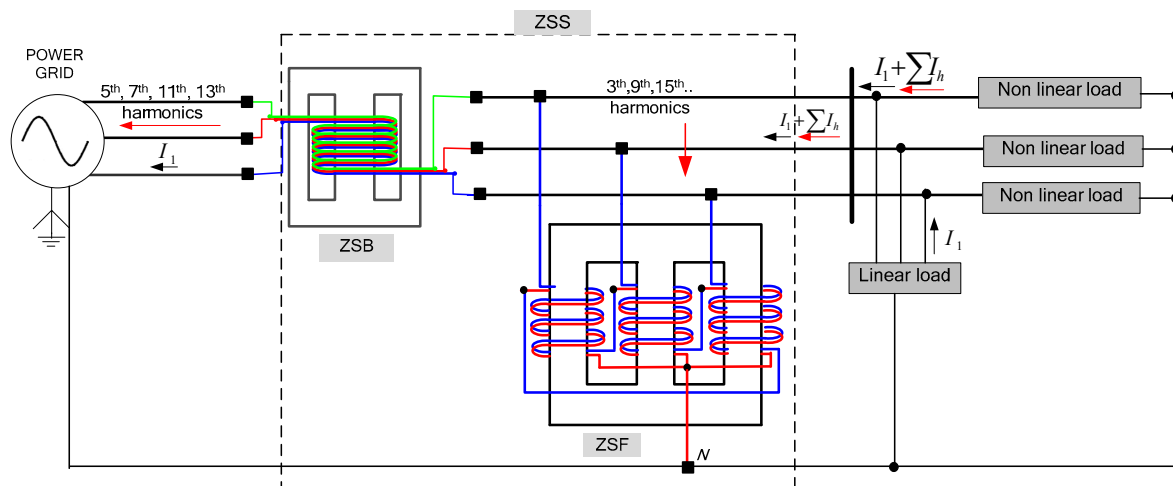 ZSS
POWER
GRID
5th, 7th, 11th, 13th
harmonics
I1
ZSB
3th,9th,15th..
harmonics
I1+∑Ih
I1+∑Ih
Non linear load
Non linear load
Non linear load
I1
Linear load
ZSF
N